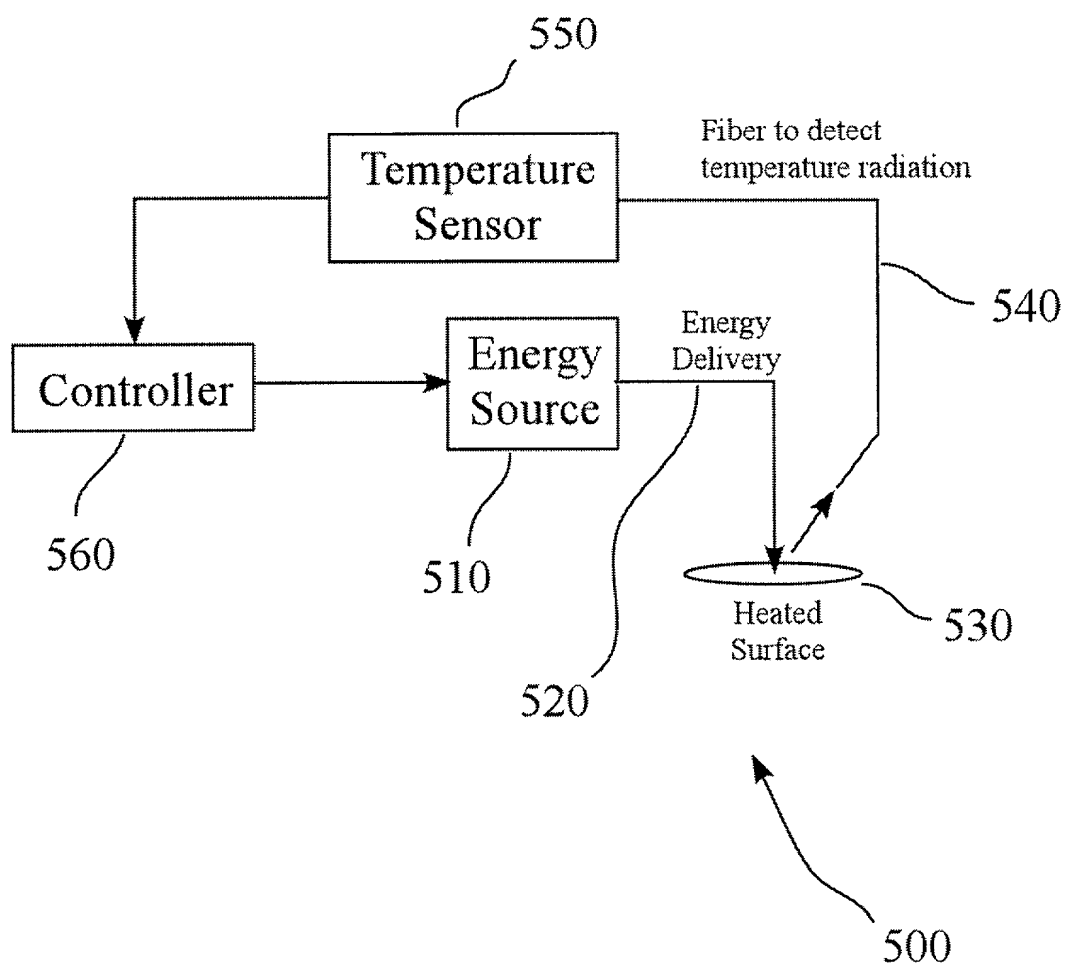 550
Fiber to detect
temperature radiation
Temperature
Sensor
540
Energy
Delivery
Energy
Source
Controller
560
510
530
Heated
Surface
520
500